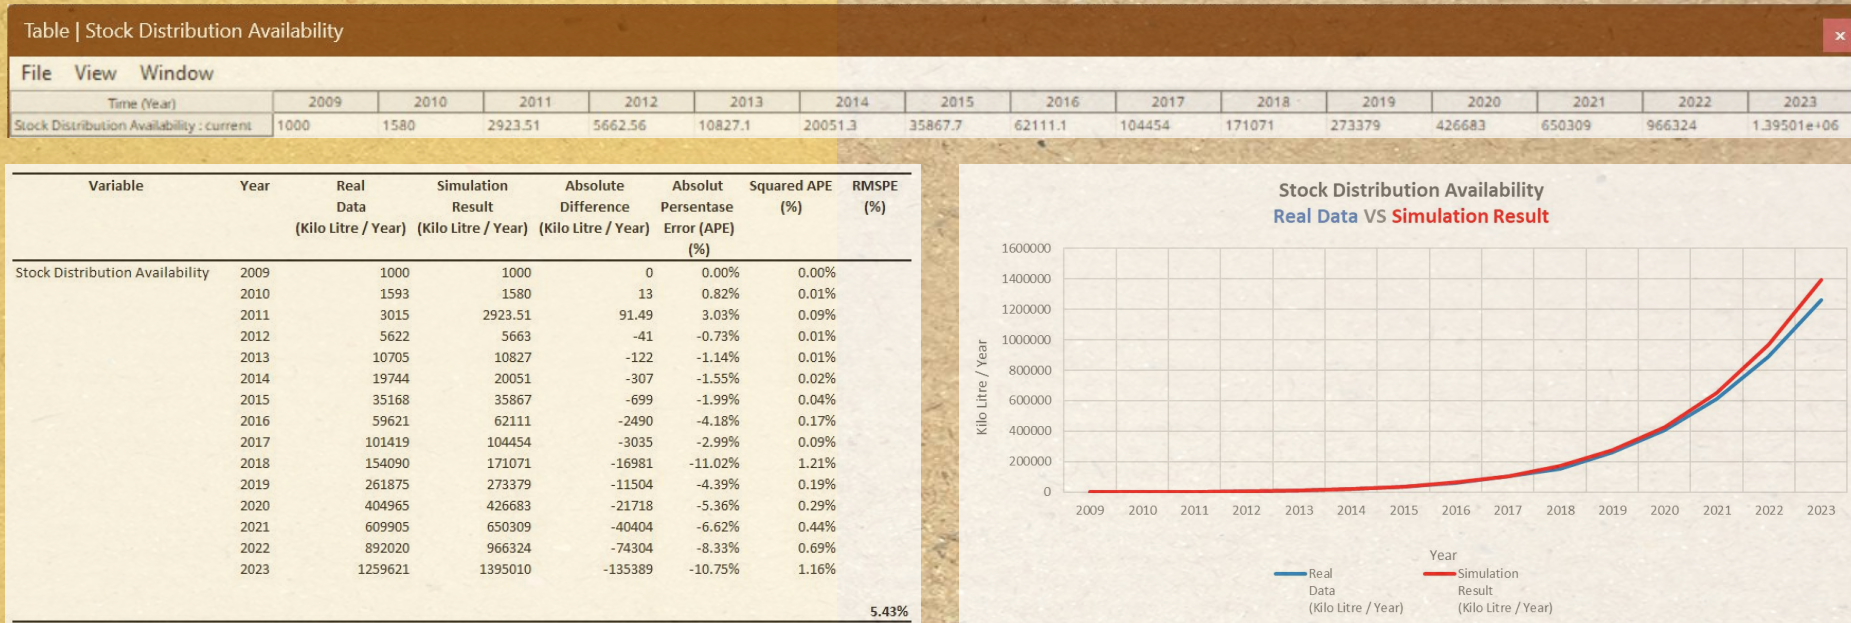 Table | Stock Distribution Availability
x
File View Window
Time (Year) 2009 2010 2011 2012 2013 2014 2015 2016 2017 2018 2019 2020 2021 2022 2023
Stock Distribution Availability : current 1000 1580 2923.51 5662.56 10827.1 20051.3 35867.7 62111.1 104454 171071 273379 426683 650309 966324 1.39501e+06
Variable Year Real Simulation Absolute Absolut Squared APE RMSPE
Data Result Difference Persentase (%) (%)
(Kilo Litre / Year) (Kilo Litre / Year) (Kilo Litre / Year) Error (APE)
(%)
Stock Distribution Availability 2009 1000 1000 0 0.00% 0.00%
2010 1593 1580 13 0.82% 0.01%
2011 3015 2923.51 91.49 3.03% 0.09%
2012 5622 5663 -41 -0.73% 0.01%
2013 10705 10827 -122 -1.14% 0.01%
2014 19744 20051 -307 -1.55% 0.02%
2015 35168 35867 -699 -1.99% 0.04%
2016 59621 62111 -2490 -4.18% 0.17%
2017 101419 104454 -3035 -2.99% 0.09%
2018 154090 171071 -16981 -11.02% 1.21%
2019 261875 273379 -11504 -4.39% 0.19%
2020 404965 426683 -21718 -5.36% 0.29%
2021 609905 650309 -40404 -6.62% 0.44%
2022 892020 966324 -74304 -8.33% 0.69%
2023 1259621 1395010 -135389 -10.75% 1.16%
5.43%
Stock Distribution Availability
Real Data VS Simulation Result
Kilo Litre / Year
1600000
1400000
1200000
1000000
800000
600000
400000
200000
0
2009 2010 2011 2012 2013 2014 2015 2016 2017 2018 2019 2020 2021 2022 2023
Year
Real Simulation
Data Result
(Kilo Litre / Year) (Kilo Litre / Year)